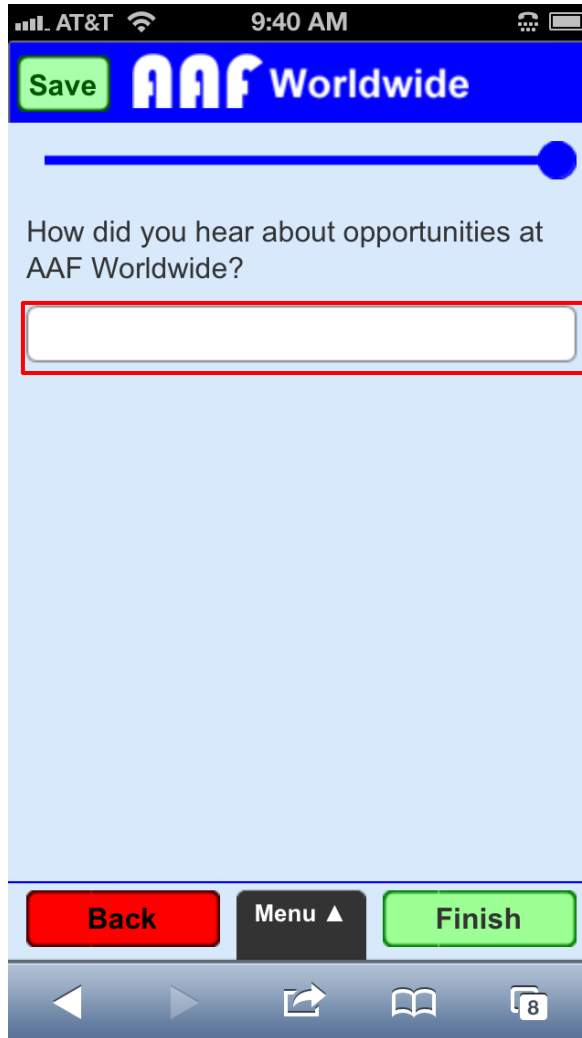 AT&T 9:40 AM
Save AAF Worldwide
How did you hear about opportunities at
AAF Worldwide?
Back Menu ▲ Finish
8